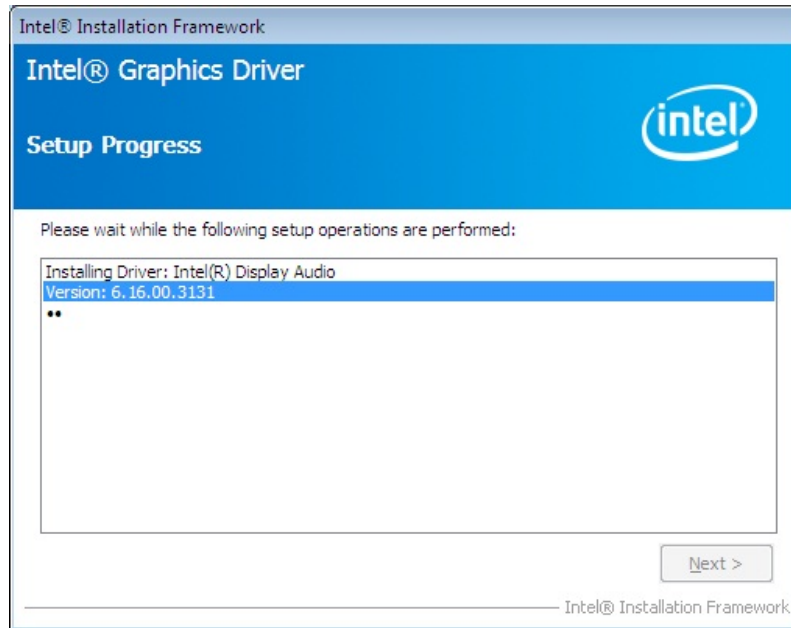 Intel® Installation Framework
Intel® Graphics Driver
intel
Setup Progress
Please wait while the following setup operations are performed:
Installing Driver: Intel(R) Display Audio
Version: 6.16.00.3131
••
Next >
Intel® Installation Framework